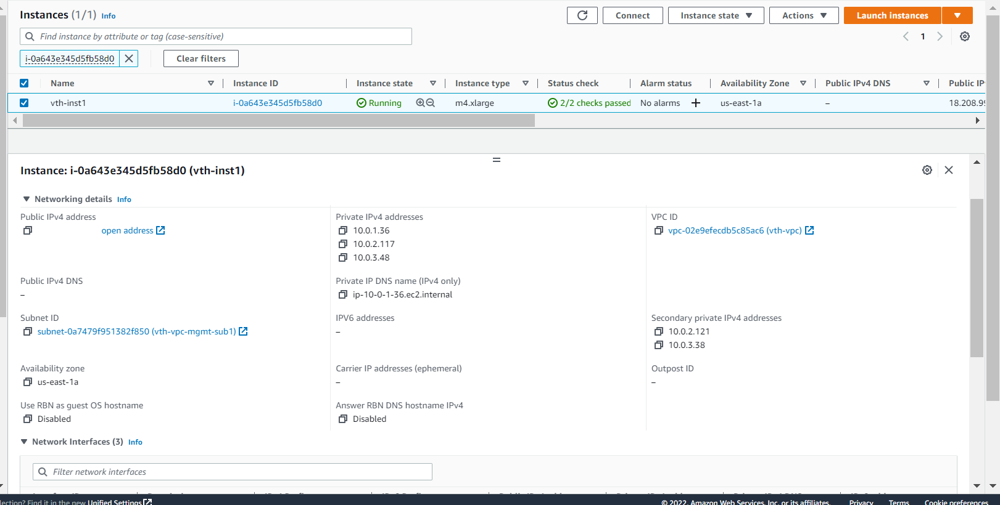 Instances (1/1) Info
Connect
Instance state
Actions
Launch instances
Find instance by attribute or tag (case-sensitive)
1
i-0a643e345d5fb58d0
Clear filters
Name Instance ID Instance state Instance type Status check Alarm status Availability Zone Public IPv4 DNS Public IP
vth-inst1 i-0a643e345d5fb58d0 Running m4.xlarge 2/2 checks passed No alarms + us-east-1a – 18.208.99
Instance: i-0a643e345d5fb58d0 (vth-inst1)
Networking details Info
Public IPv4 address
open address
Private IPv4 addresses
10.0.1.36
10.0.2.117
10.0.3.48
VPC ID
vpc-02e9efecdb5c85ac6 (vth-vpc)
Public IPv4 DNS
–
Private IP DNS name (IPv4 only)
ip-10-0-1-36.ec2.internal
Subnet ID
subnet-0a7479f951382f850 (vth-vpc-mgmt-sub1)
IPV6 addresses
–
Secondary private IPv4 addresses
10.0.2.121
10.0.3.38
Availability zone
us-east-1a
Carrier IP addresses (ephemeral)
–
Outpost ID
–
Use RBN as guest OS hostname
Disabled
Answer RBN DNS hostname IPv4
Disabled
Network Interfaces (3) Info
Filter network interfaces
lection? Find it in the new Unified Settings
© 2022, Amazon Web Services, Inc. or its affiliates. Privacy Terms Cookie preferences